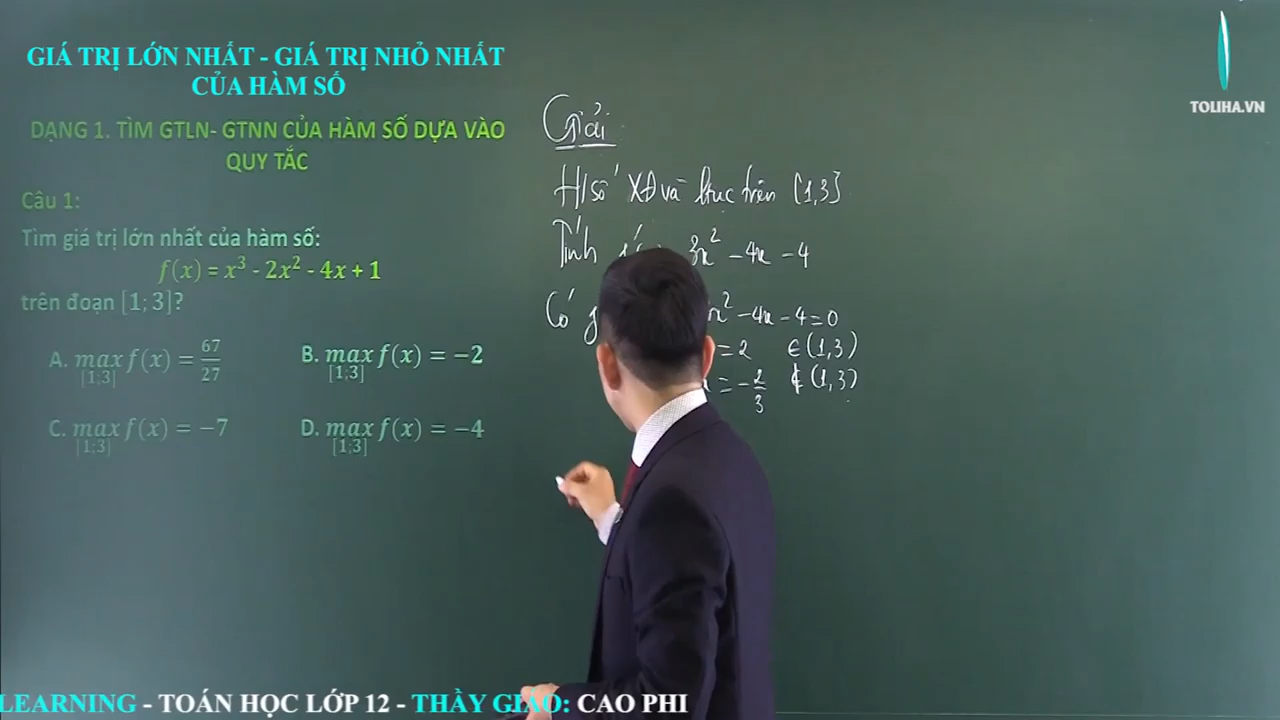 GIÁ TRỊ LỚN NHẤT - GIÁ TRỊ NHỎ NHẤT
CỦA HÀM SỐ
DẠNG 1. TÌM GTLN- GTNN CỦA HÀM SỐ DỰA VÀO
QUY TẮC
Câu 1:
Tìm giá trị lớn nhất của hàm số:
f(x) = x³ - 2x² - 4x + 1
trên đoạn [1; 3]?
A. max f(x) = 67/27
[1;3]
B. max f(x) = −2
[1;3]
C. max f(x) = −7
[1;3]
D. max f(x) = −4
[1;3]
Giải
H/số XĐ và ltục trên [1,3]
Tính 3x² − 4x − 4
Có x² − 4x − 4 = 0
= 2 ∈ (1,3)
x = −2/3 ∉ (1,3)
TOLIHA.VN
LEARNING - TOÁN HỌC LỚP 12 - THẦY GIÁO: CAO PHI